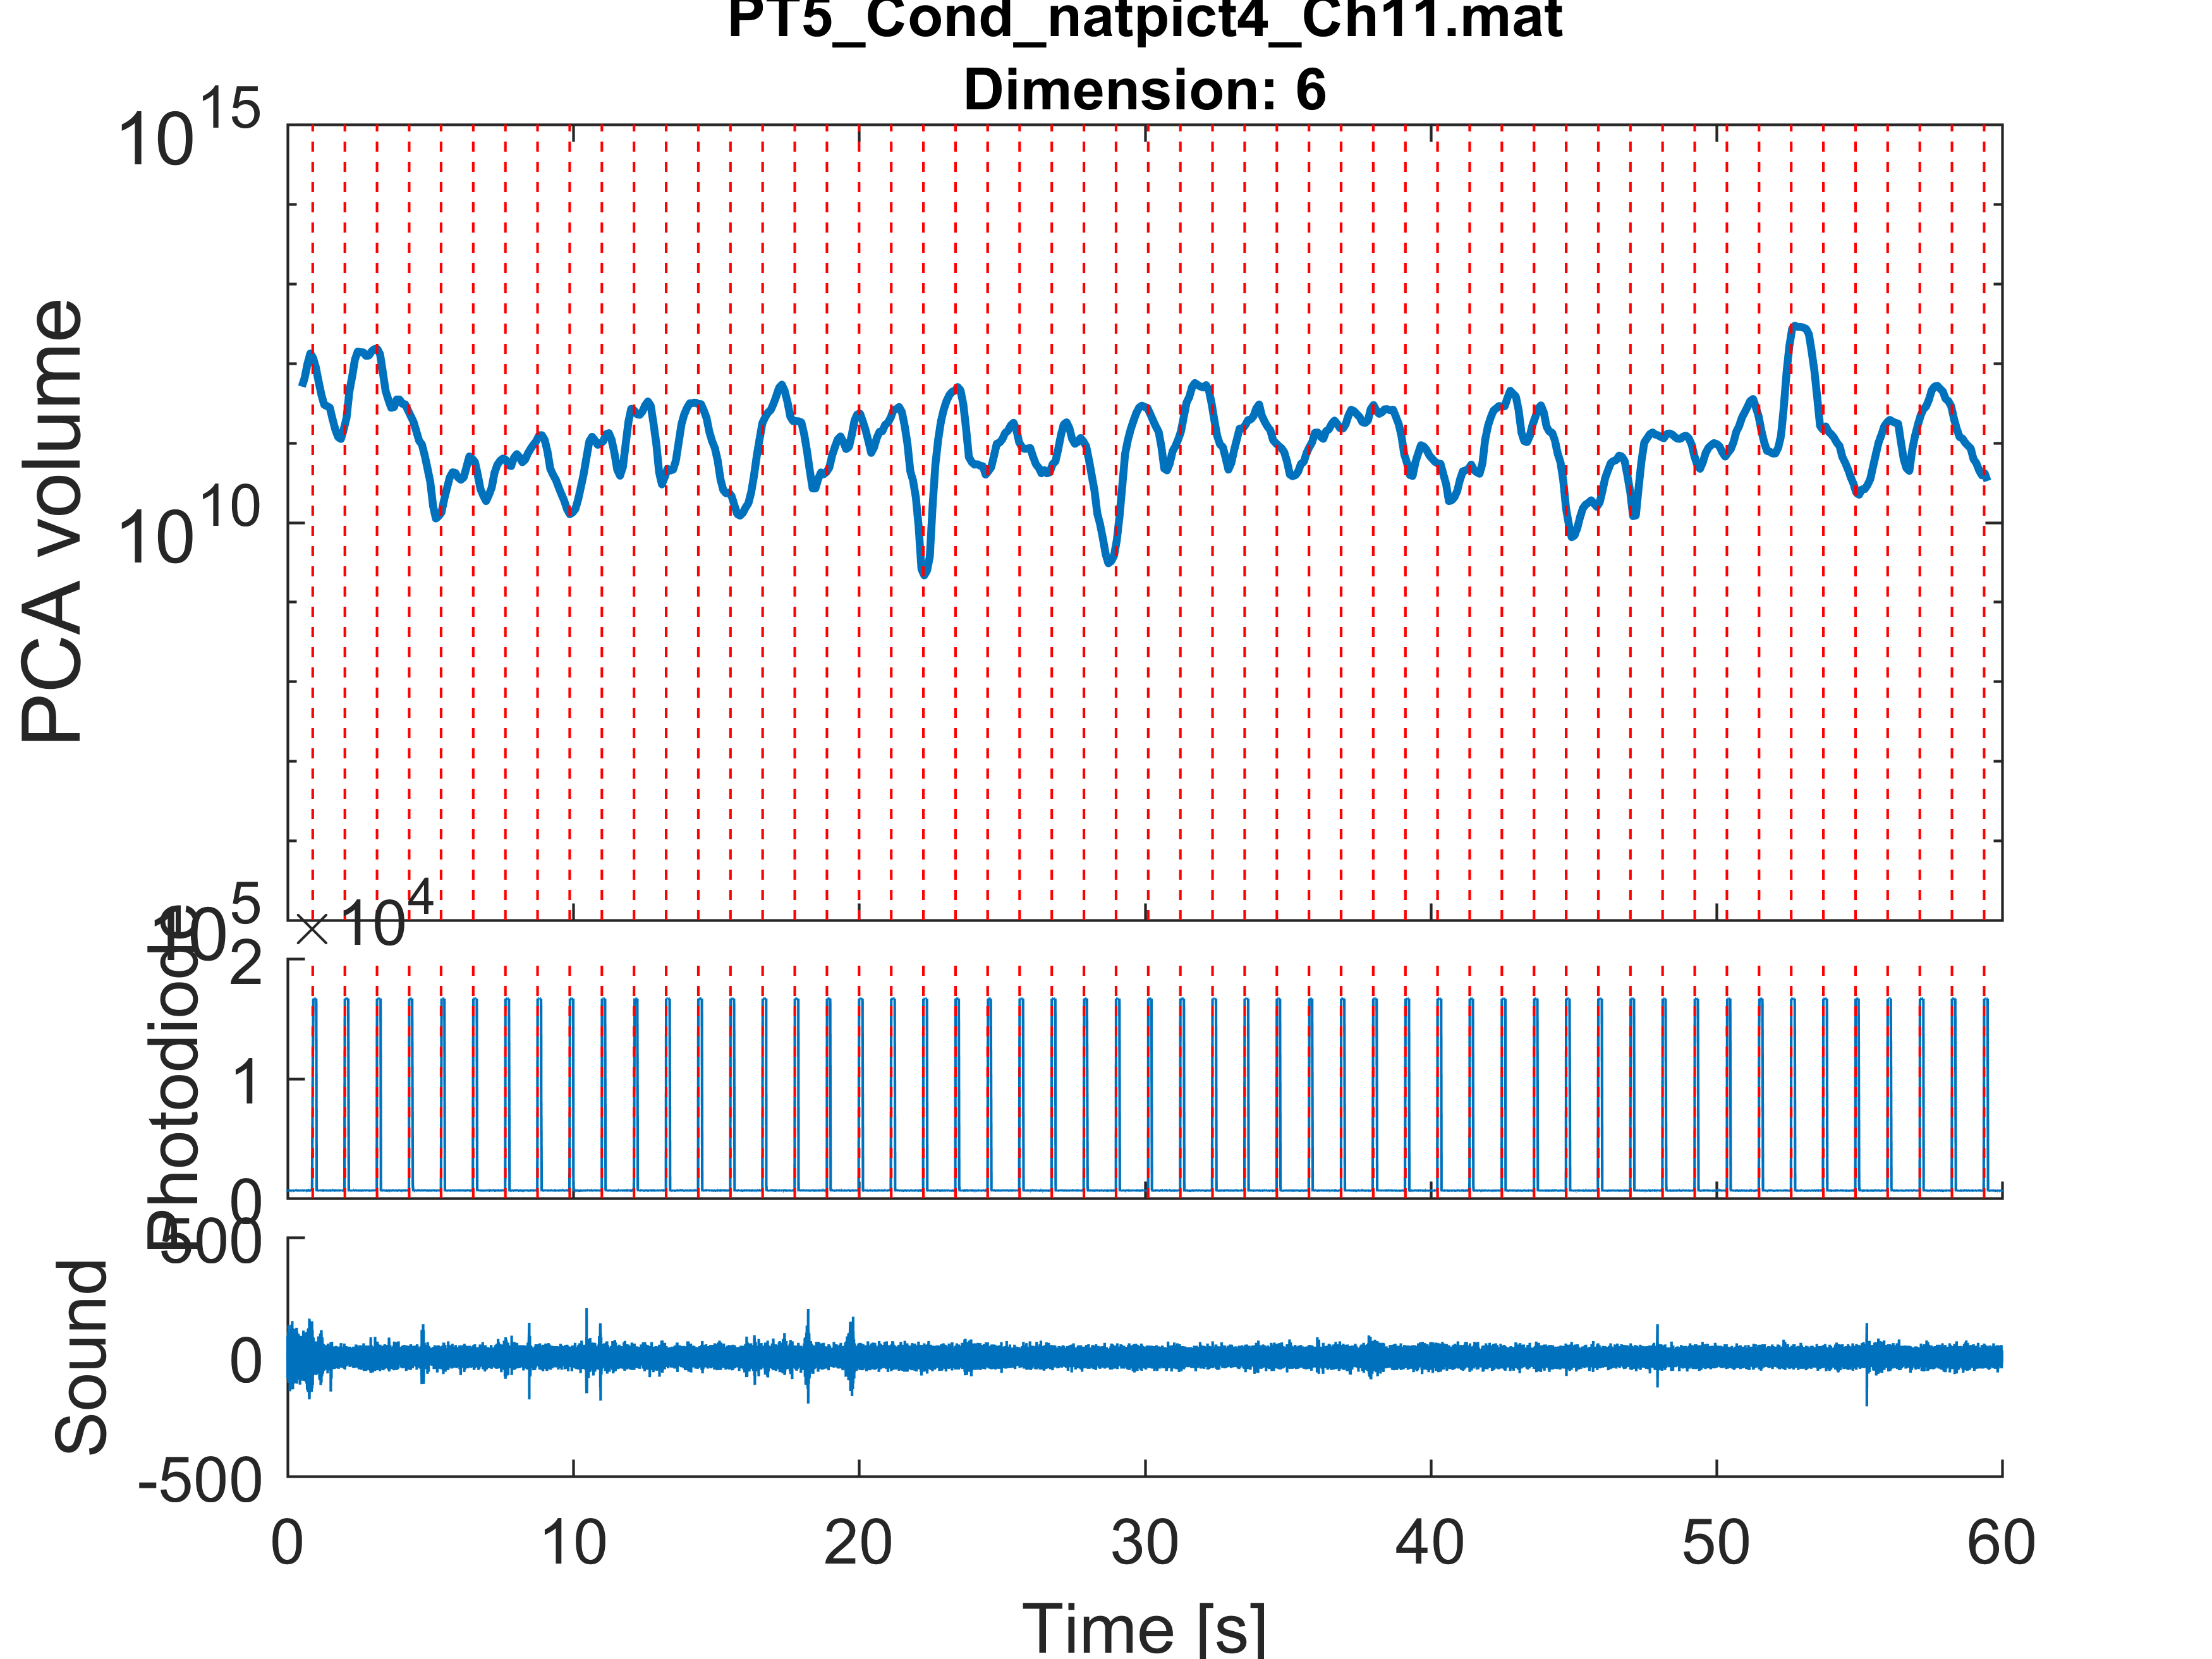 PT5_Cond_natpict4_Ch11.mat
Dimension: 6
10^15
10^10
10^5
PCA volume
×10^4
2
1
0
Photodiode
500
0
-500
Sound
0 10 20 30 40 50 60
Time [s]